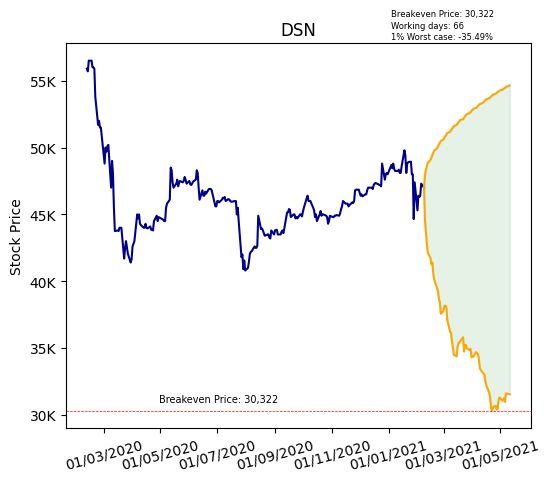 Breakeven Price: 30,322
Working days: 66
1% Worst case: -35.49%
DSN
Stock Price
55K
50K
45K
40K
35K
30K
Breakeven Price: 30,322
01/03/2020
01/05/2020
01/07/2020
01/09/2020
01/11/2020
01/01/2021
01/03/2021
01/05/2021